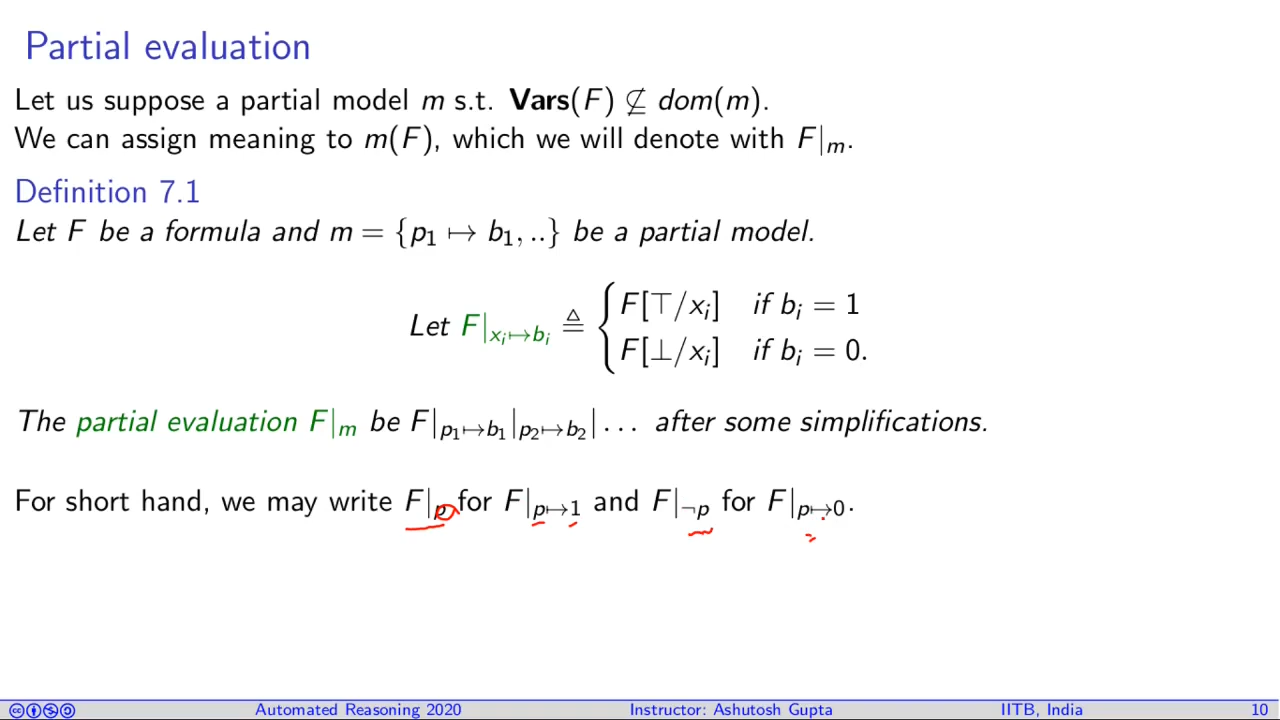 Partial evaluation
Let us suppose a partial model m s.t. Vars(F) ⊈ dom(m).
We can assign meaning to m(F), which we will denote with F|ₘ.
Definition 7.1
Let F be a formula and m = {p₁ ↦ b₁, ..} be a partial model.
Let F|xᵢ↦bᵢ ≜ { F[⊤/xᵢ] if bᵢ = 1
F[⊥/xᵢ] if bᵢ = 0.
The partial evaluation F|ₘ be F|p₁↦b₁|p₂↦b₂| . . . after some simplifications.
For short hand, we may write F|p for F|p↦1 and F|¬p for F|p↦0.
Automated Reasoning 2020 Instructor: Ashutosh Gupta IITB, India 10